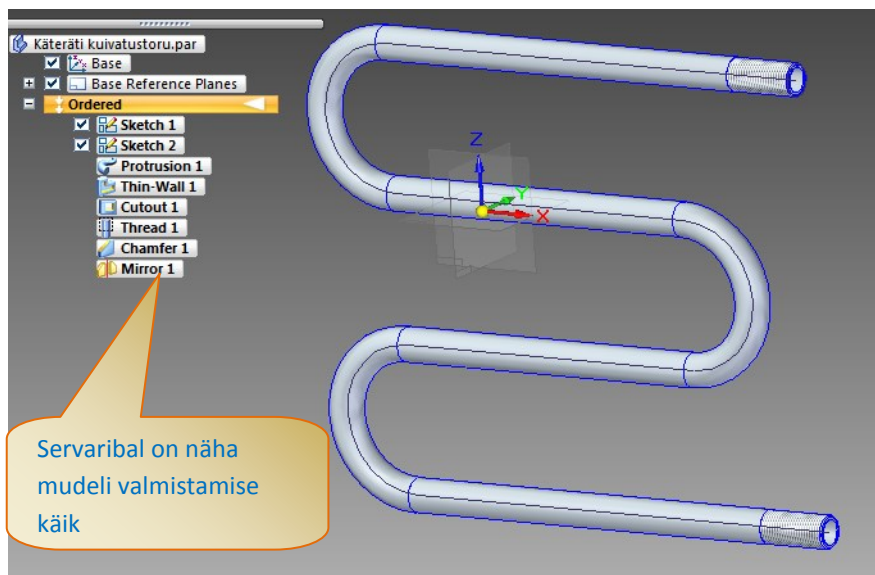 Käteräti kuivatustoru.par
Base
Base Reference Planes
Ordered
Sketch 1
Sketch 2
Protrusion 1
Thin-Wall 1
Cutout 1
Thread 1
Chamfer 1
Mirror 1
Z
Y
X
Servaribal on näha
mudeli valmistamise
käik